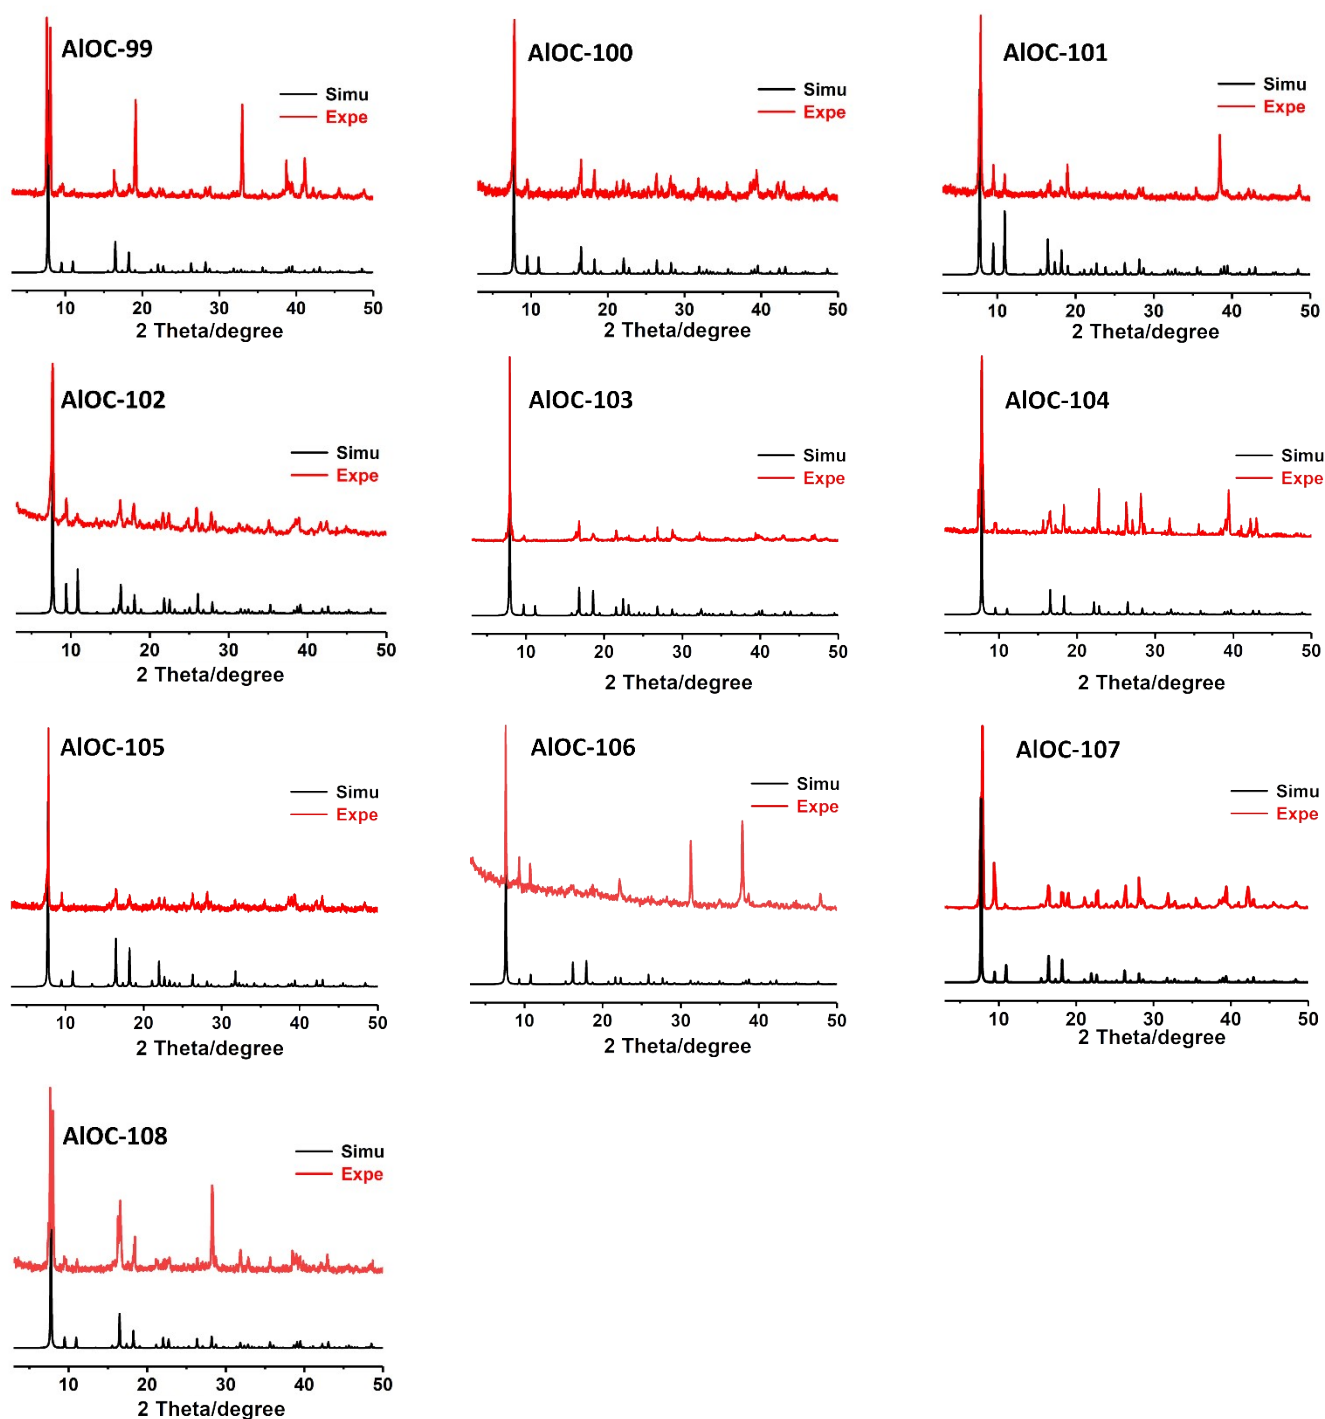 AlOC-99
Simu
Expe
10 20 30 40 50
2 Theta/degree
AlOC-100
Simu
Expe
10 20 30 40 50
2 Theta/degree
AlOC-101
Simu
Expe
10 20 30 40 50
2 Theta/degree
AlOC-102
Simu
Expe
10 20 30 40 50
2 Theta/degree
AlOC-103
Simu
Expe
10 20 30 40 50
2 Theta/degree
AlOC-104
Simu
Expe
10 20 30 40 50
2 Theta/degree
AlOC-105
Simu
Expe
10 20 30 40 50
2 Theta/degree
AlOC-106
Simu
Expe
10 20 30 40 50
2 Theta/degree
AlOC-107
Simu
Expe
10 20 30 40 50
2 Theta/degree
AlOC-108
Simu
Expe
10 20 30 40 50
2 Theta/degree